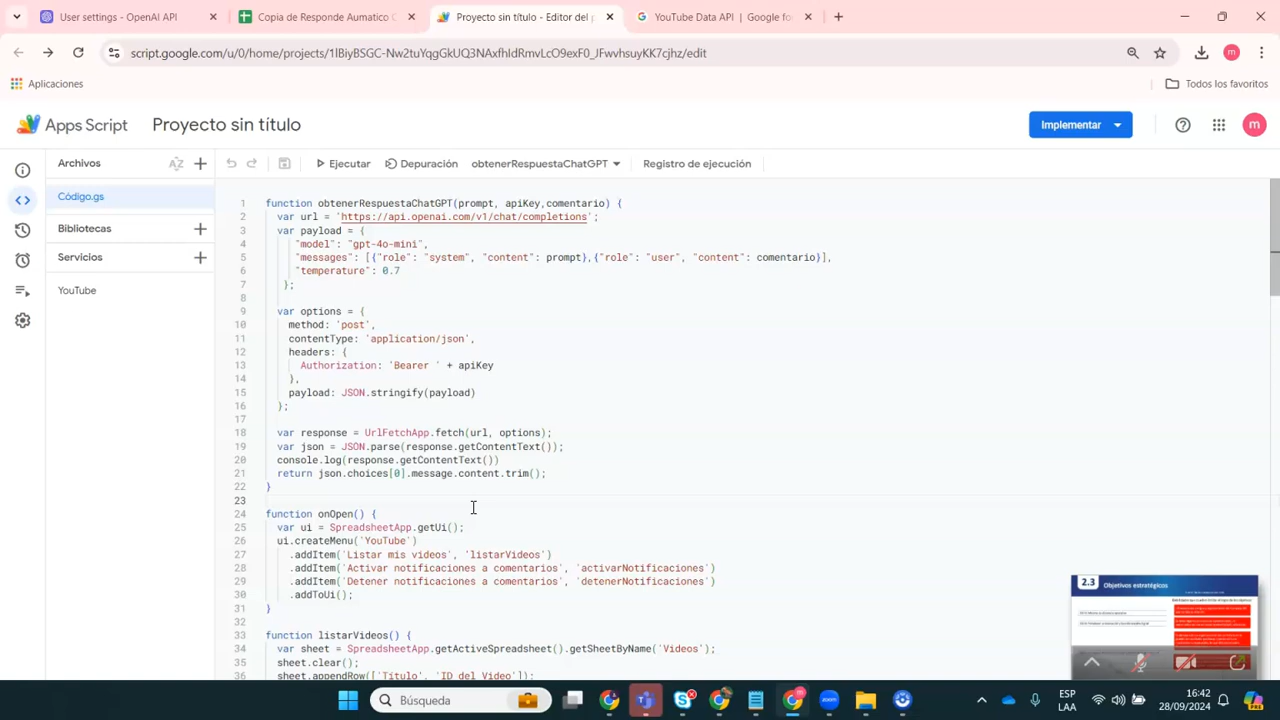 User settings - OpenAI API
Copia de Responde Aumatico C
Proyecto sin título - Editor del p
YouTube Data API | Google fo
script.google.com/u/0/home/projects/1lBiyBSGC-Nw2tuYqgGkUQ3NAxfhIdRmvLcO9exF0_JFwvhsuyKK7cjhz/edit
m
Aplicaciones
Todos los favoritos
Apps Script
Proyecto sin título
Implementar
m
Archivos
Ejecutar
Depuración
obtenerRespuestaChatGPT
Registro de ejecución
Código.gs
Bibliotecas
Servicios
YouTube
1 function obtenerRespuestaChatGPT(prompt, apiKey,comentario) {
2 var url = 'https://api.openai.com/v1/chat/completions';
3 var payload = {
4 "model": "gpt-4o-mini",
5 "messages": [{"role": "system", "content": prompt},{"role": "user", "content": comentario}],
6 "temperature": 0.7
7 };
8
9 var options = {
10 method: 'post',
11 contentType: 'application/json',
12 headers: {
13 Authorization: 'Bearer ' + apiKey
14 },
15 payload: JSON.stringify(payload)
16 };
17
18 var response = UrlFetchApp.fetch(url, options);
19 var json = JSON.parse(response.getContentText());
20 console.log(response.getContentText())
21 return json.choices[0].message.content.trim();
22 }
23
24 function onOpen() {
25 var ui = SpreadsheetApp.getUi();
26 ui.createMenu('YouTube')
27 .addItem('Listar mis videos', 'listarVideos')
28 .addItem('Activar notificaciones a comentarios', 'activarNotificaciones')
29 .addItem('Detener notificaciones a comentarios', 'detenerNotificaciones')
30 .addToUi();
31 }
32
33 function listarVideos() {
34 var sheet = SpreadsheetApp.getActiveSpreadsheet().getSheetByName('Videos');
35 sheet.clear();
36 sheet.appendRow(['Título', 'ID del Video']);
2.3 Objetivos estratégicos
Búsqueda
ESP
LAA
16:42
28/09/2024